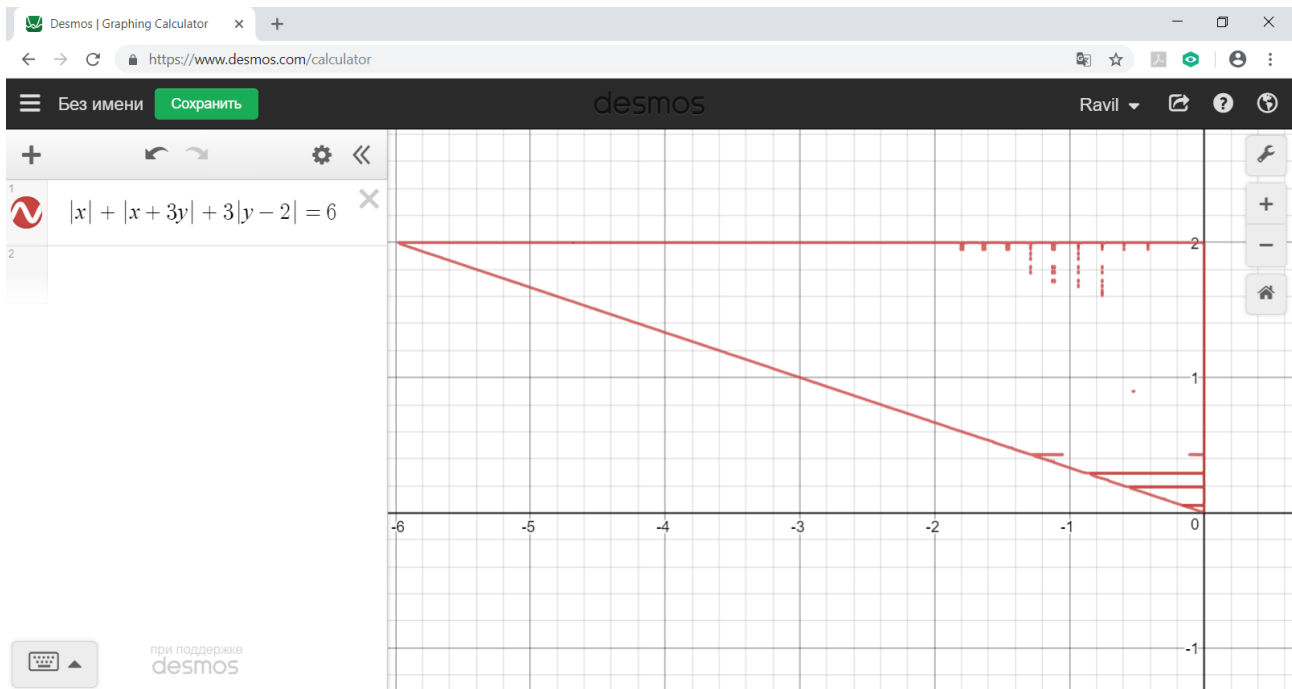 Desmos | Graphing Calculator
https://www.desmos.com/calculator
Без имени
Сохранить
desmos
Ravil
1
|x| + |x + 3y| + 3|y − 2| = 6
2
2
1
-6 -5 -4 -3 -2 -1 0
-1
при поддержке
desmos